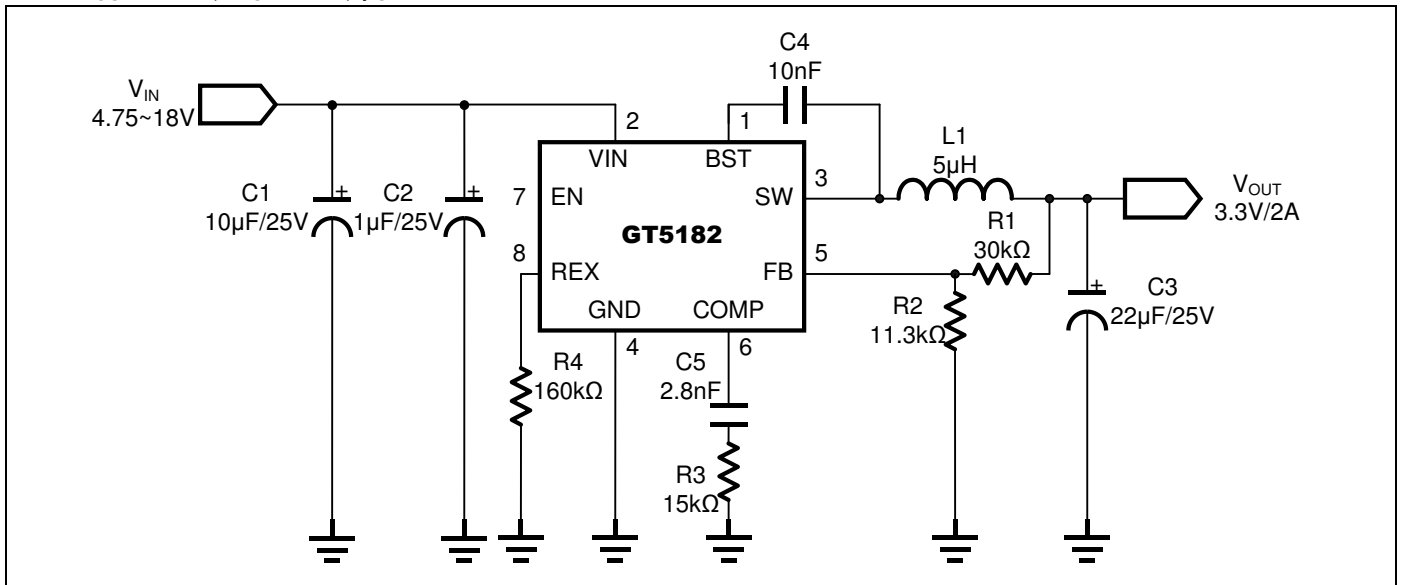 C4
10nF
V_IN
4.75~18V
2
1
VIN
BST
L1
5µH
C1
10µF/25V
C2
1µF/25V
7
EN
SW
3
V_OUT
3.3V/2A
GT5182
R1
30kΩ
8
REX
FB
5
GND
COMP
R2
11.3kΩ
C3
22µF/25V
4
6
R4
160kΩ
C5
2.8nF
R3
15kΩ